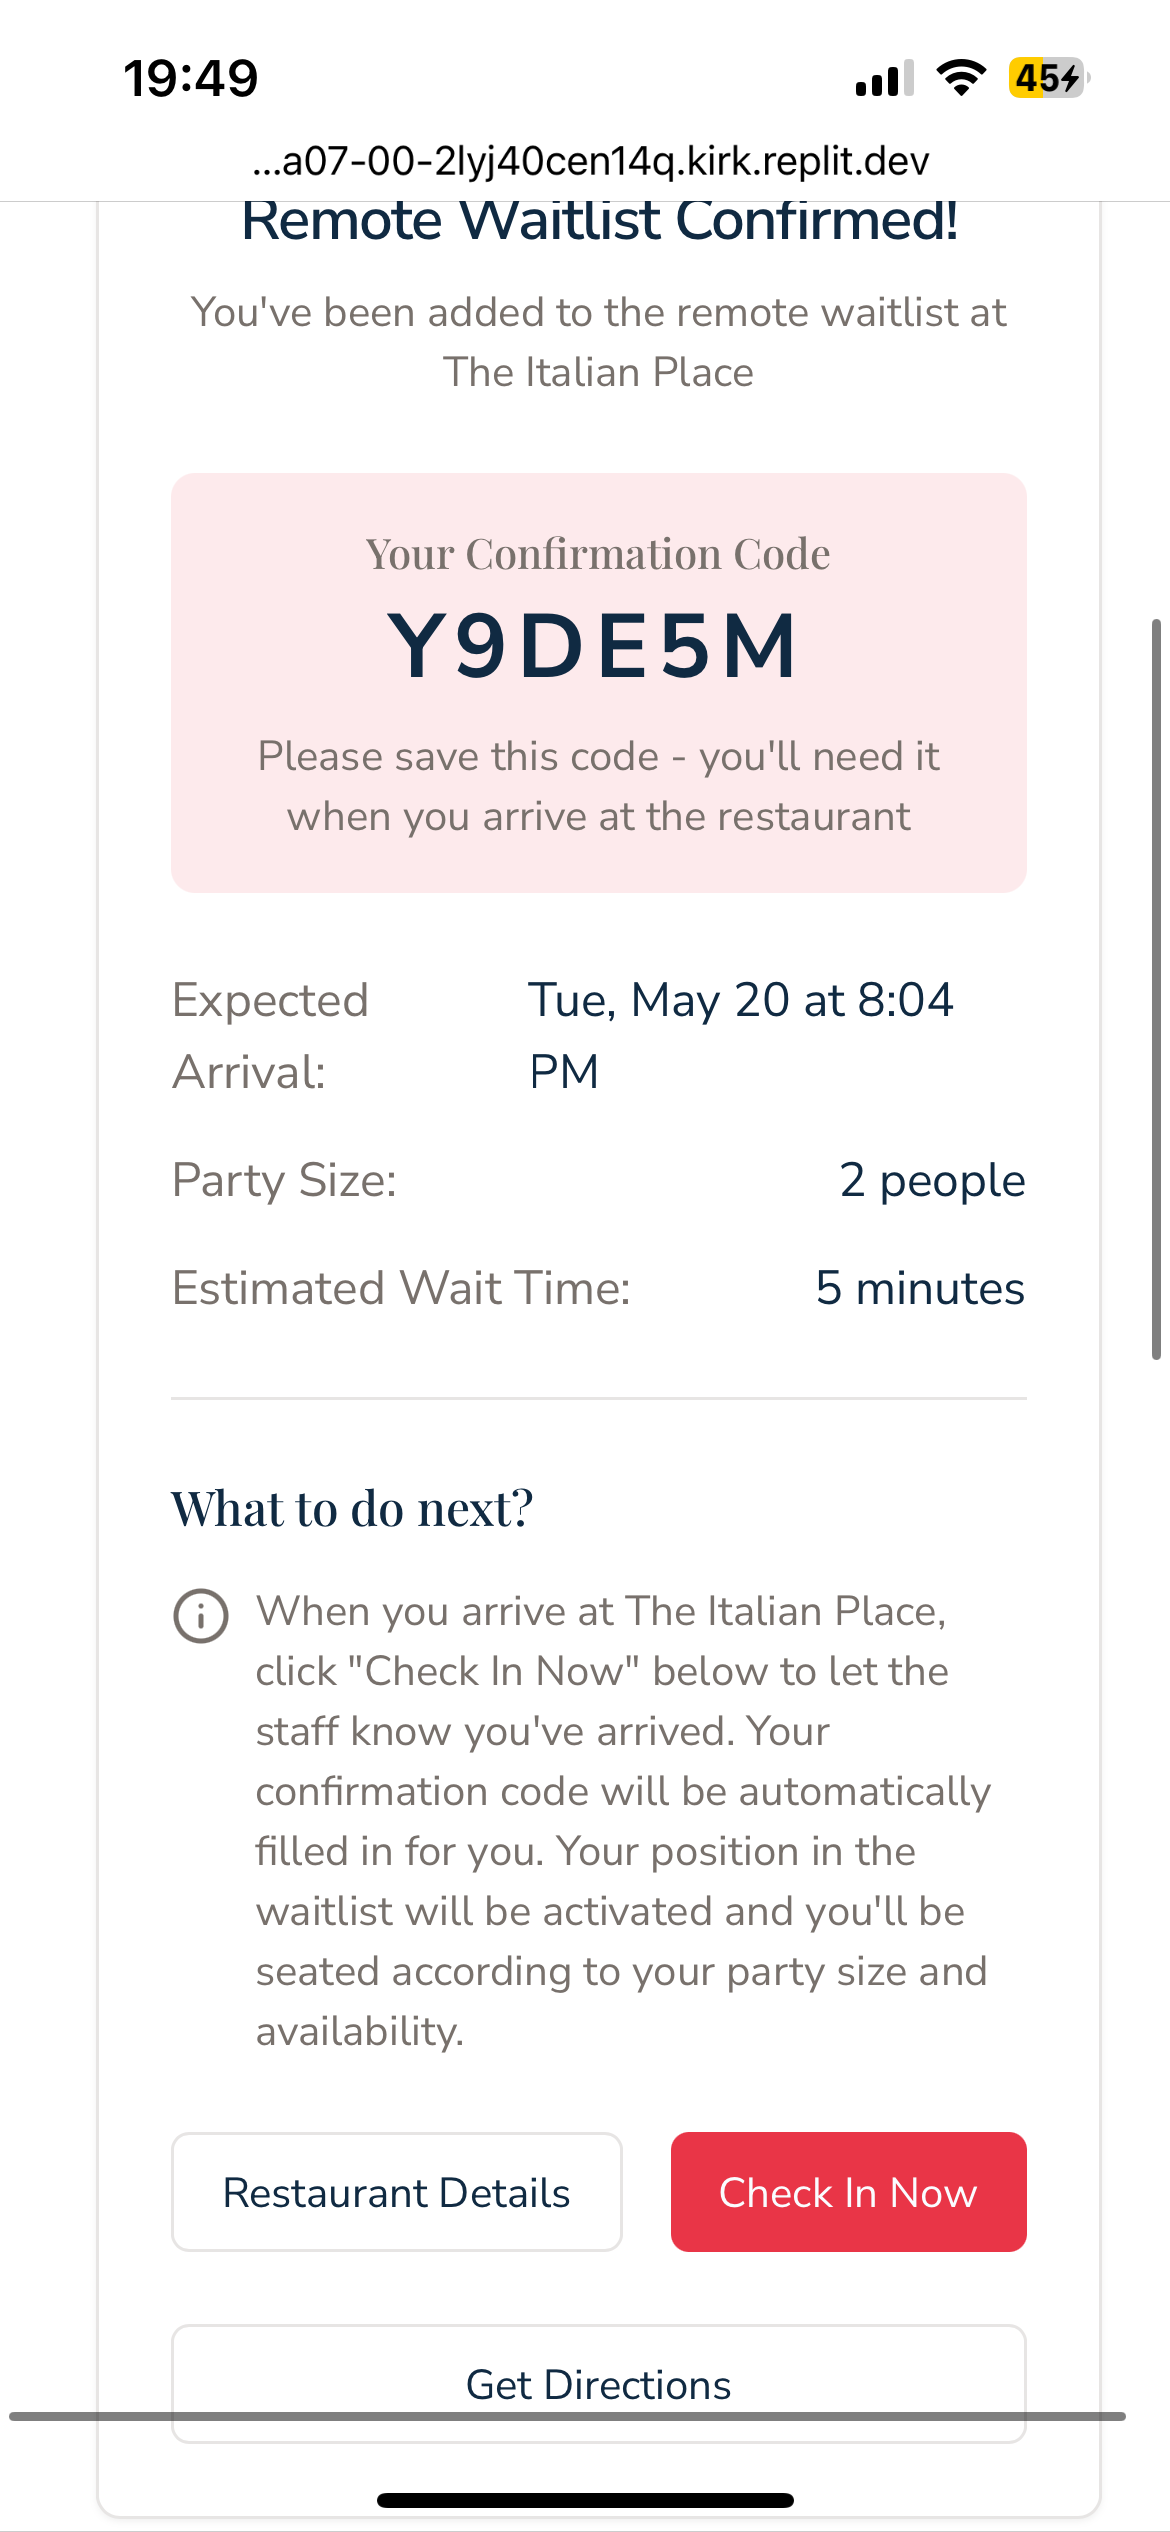 19:49
45
...a07-00-2lyj40cen14q.kirk.replit.dev
Remote Waitlist Confirmed!
You've been added to the remote waitlist at
The Italian Place
Your Confirmation Code
Y9DE5M
Please save this code - you'll need it
when you arrive at the restaurant
Expected Arrival:
Tue, May 20 at 8:04 PM
Party Size:
2 people
Estimated Wait Time:
5 minutes
What to do next?
When you arrive at The Italian Place,
click "Check In Now" below to let the
staff know you've arrived. Your
confirmation code will be automatically
filled in for you. Your position in the
waitlist will be activated and you'll be
seated according to your party size and
availability.
Restaurant Details
Check In Now
Get Directions